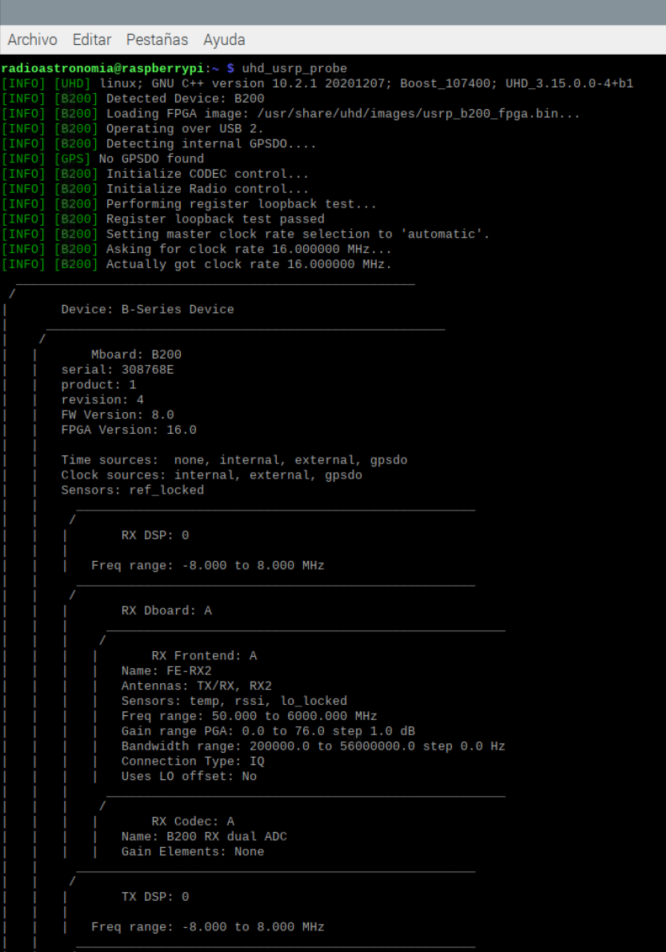 Archivo Editar Pestañas Ayuda
radioastronomia@raspberrypi:~ $ uhd_usrp_probe
[INFO] [UHD] linux; GNU C++ version 10.2.1 20201207; Boost_107400; UHD_3.15.0.0-4+b1
[INFO] [B200] Detected Device: B200
[INFO] [B200] Loading FPGA image: /usr/share/uhd/images/usrp_b200_fpga.bin...
[INFO] [B200] Operating over USB 2.
[INFO] [B200] Detecting internal GPSDO....
[INFO] [GPS] No GPSDO found
[INFO] [B200] Initialize CODEC control...
[INFO] [B200] Initialize Radio control...
[INFO] [B200] Performing register loopback test...
[INFO] [B200] Register loopback test passed
[INFO] [B200] Setting master clock rate selection to 'automatic'.
[INFO] [B200] Asking for clock rate 16.000000 MHz...
[INFO] [B200] Actually got clock rate 16.000000 MHz.
Device: B-Series Device
Mboard: B200
serial: 308768E
product: 1
revision: 4
FW Version: 8.0
FPGA Version: 16.0
Time sources:  none, internal, external, gpsdo
Clock sources: internal, external, gpsdo
Sensors: ref_locked
RX DSP: 0
Freq range: -8.000 to 8.000 MHz
RX Dboard: A
RX Frontend: A
Name: FE-RX2
Antennas: TX/RX, RX2
Sensors: temp, rssi, lo_locked
Freq range: 50.000 to 6000.000 MHz
Gain range PGA: 0.0 to 76.0 step 1.0 dB
Bandwidth range: 200000.0 to 56000000.0 step 0.0 Hz
Connection Type: IQ
Uses LO offset: No
RX Codec: A
Name: B200 RX dual ADC
Gain Elements: None
TX DSP: 0
Freq range: -8.000 to 8.000 MHz